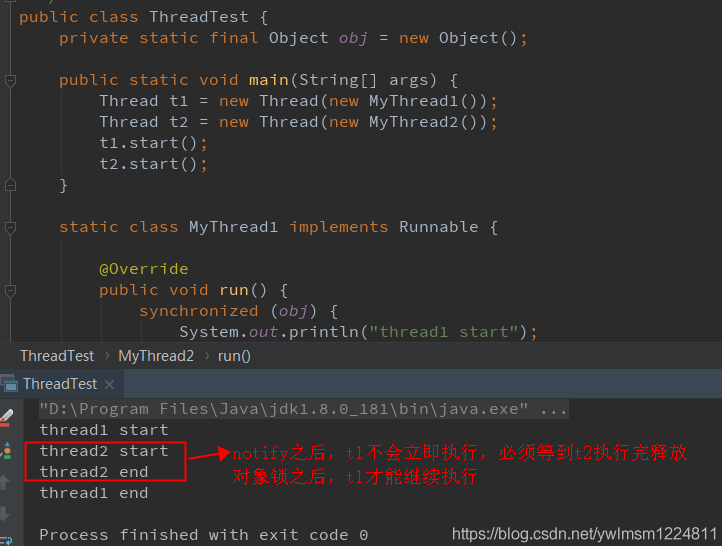 public class ThreadTest {
private static final Object obj = new Object();
public static void main(String[] args) {
Thread t1 = new Thread(new MyThread1());
Thread t2 = new Thread(new MyThread2());
t1.start();
t2.start();
}
static class MyThread1 implements Runnable {
@Override
public void run() {
synchronized (obj) {
System.out.println("thread1 start");
ThreadTest › MyThread2 › run()
ThreadTest ×
"D:\Program Files\Java\jdk1.8.0_181\bin\java.exe" ...
thread1 start
thread2 start
thread2 end
thread1 end
notify之后，t1不会立即执行，必须等到t2执行完释放
对象锁之后，t1才能继续执行
Process finished with exit code 0
https://blog.csdn.net/ywlmsm1224811